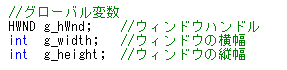 //グローバル変数
HWND g_hWnd;   //ウィンドウハンドル
int  g_width;  //ウィンドウの横幅
int  g_height; //ウィンドウの縦幅